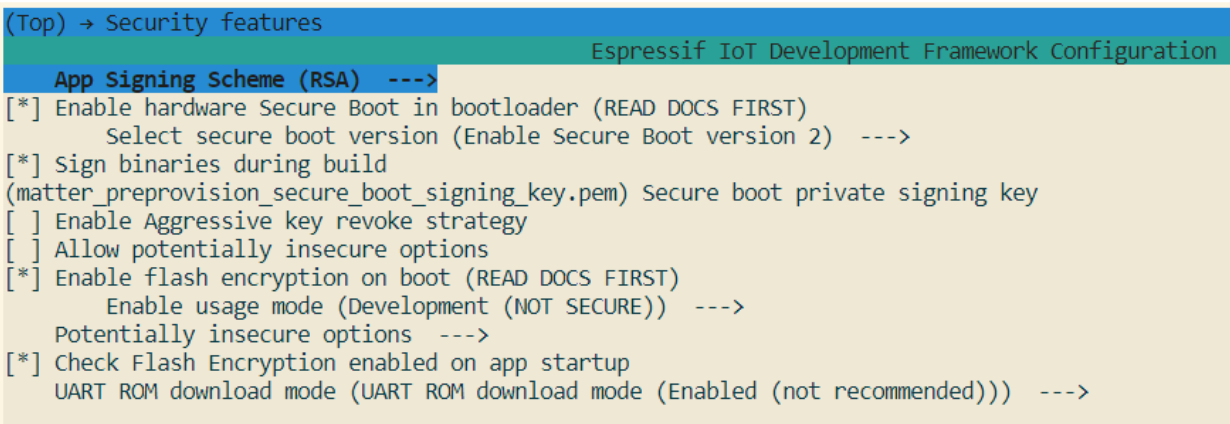 (Top) → Security features
Espressif IoT Development Framework Configuration
App Signing Scheme (RSA)  --->
[*] Enable hardware Secure Boot in bootloader (READ DOCS FIRST)
Select secure boot version (Enable Secure Boot version 2)  --->
[*] Sign binaries during build
(matter_preprovision_secure_boot_signing_key.pem) Secure boot private signing key
[ ] Enable Aggressive key revoke strategy
[ ] Allow potentially insecure options
[*] Enable flash encryption on boot (READ DOCS FIRST)
Enable usage mode (Development (NOT SECURE))  --->
Potentially insecure options  --->
[*] Check Flash Encryption enabled on app startup
UART ROM download mode (UART ROM download mode (Enabled (not recommended)))  --->